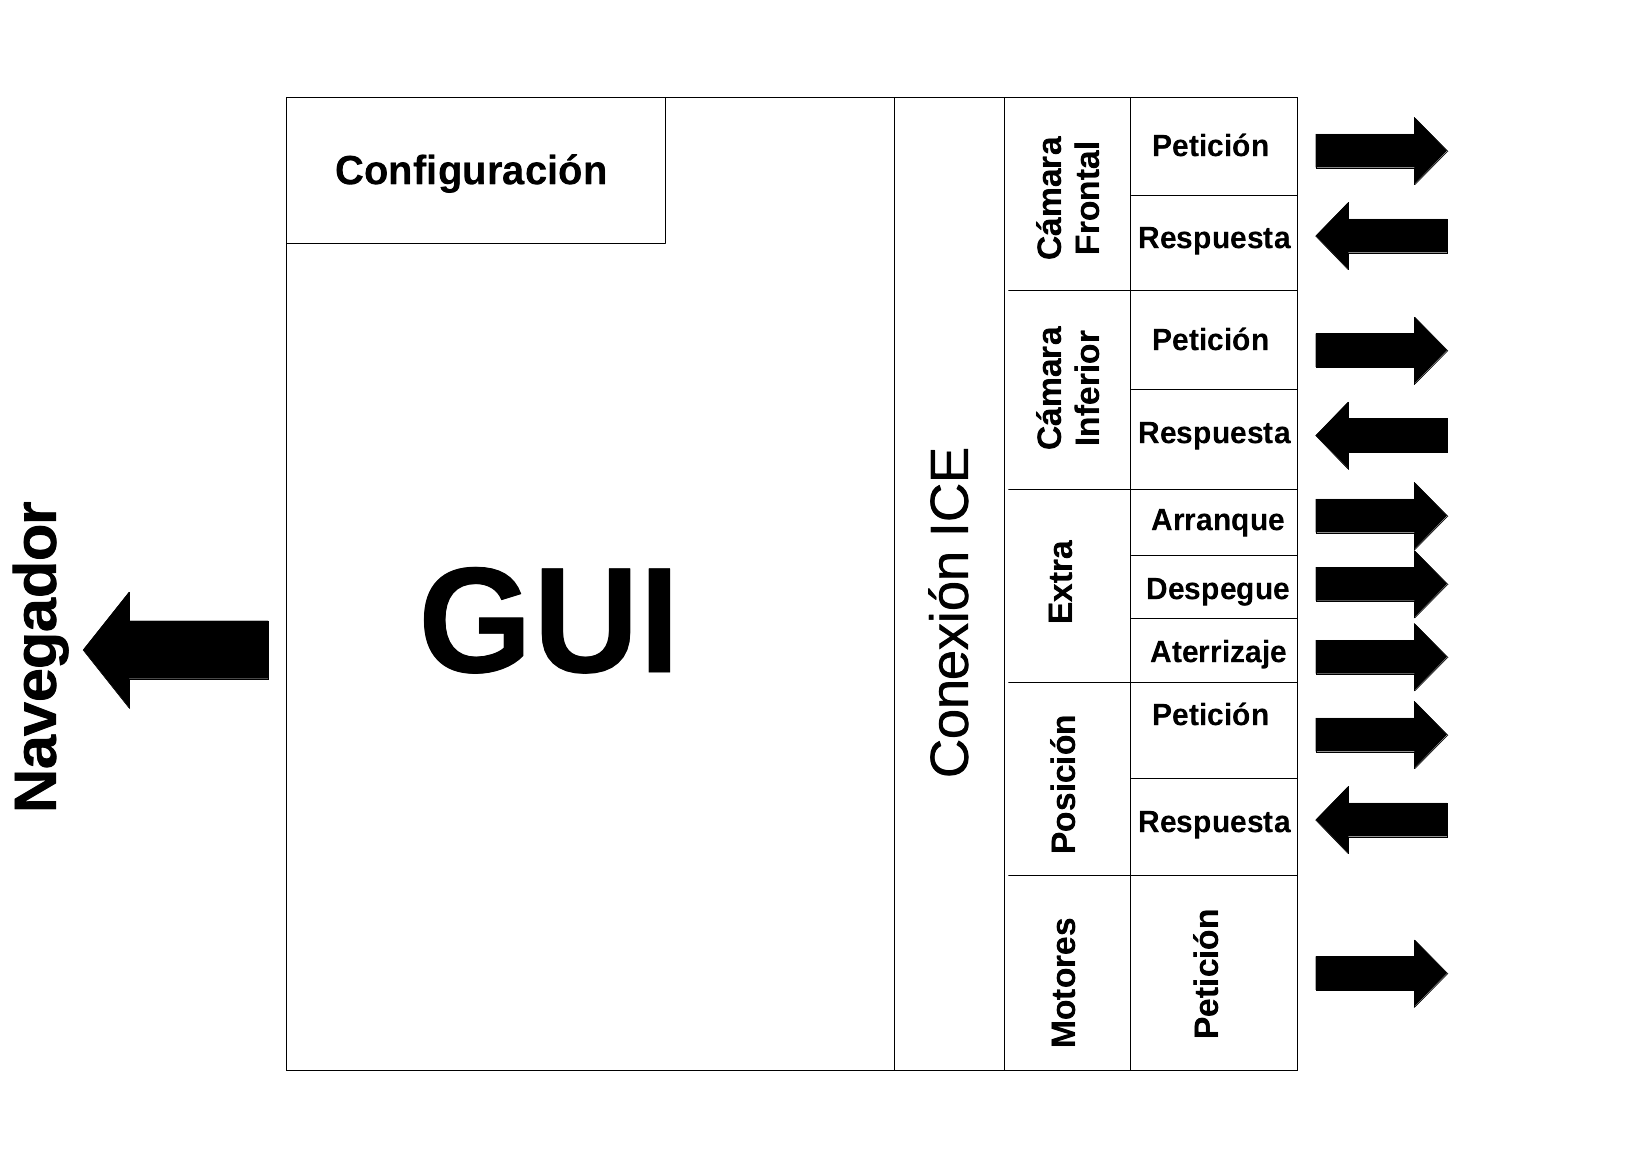 Navegador
Configuración
GUI
Conexión ICE
Cámara
Frontal
Petición
Respuesta
Cámara
Inferior
Petición
Respuesta
Extra
Arranque
Despegue
Aterrizaje
Posición
Petición
Respuesta
Motores
Petición